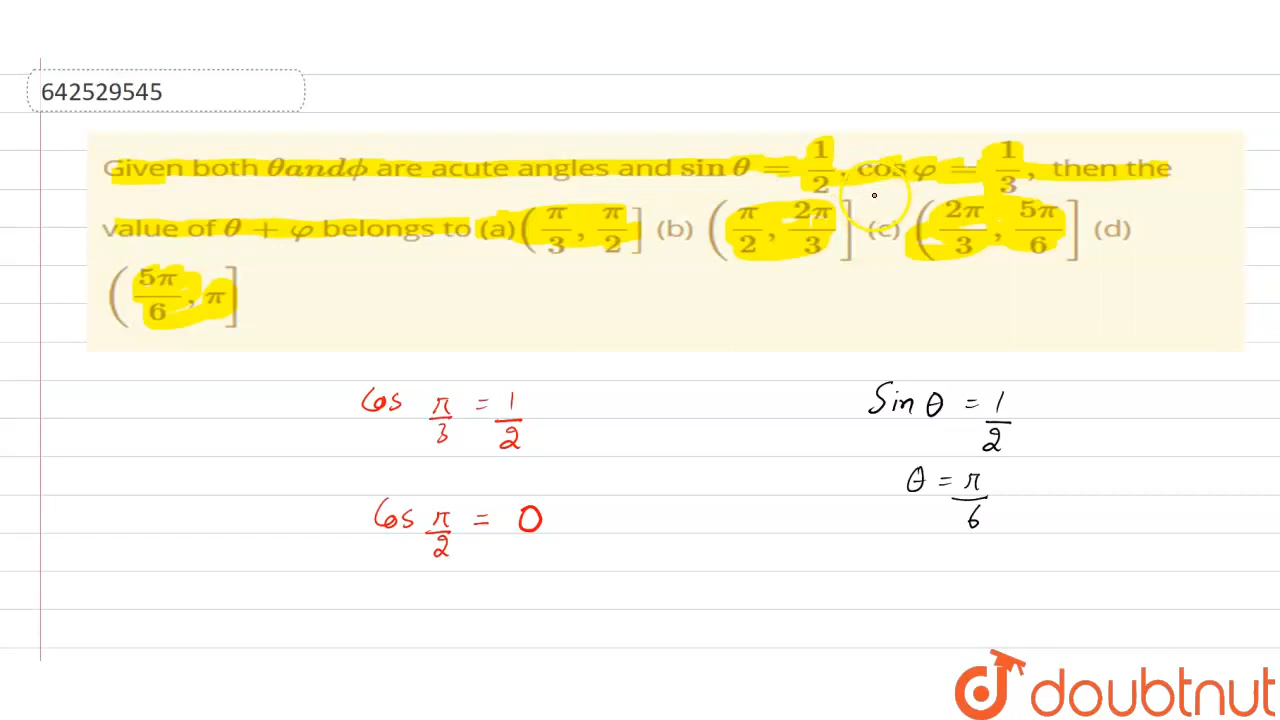 642529545
Given both θandϕ are acute angles and sin θ = 1/2, cos φ = 1/3, then the
value of θ + φ belongs to (a)(π/3, π/2] (b) (π/2, 2π/3] (c) (2π/3, 5π/6] (d)
(5π/6, π]
Cos π/3 = 1/2
Sin θ = 1/2
θ = π/6
Cos π/2 = 0
doubtnut